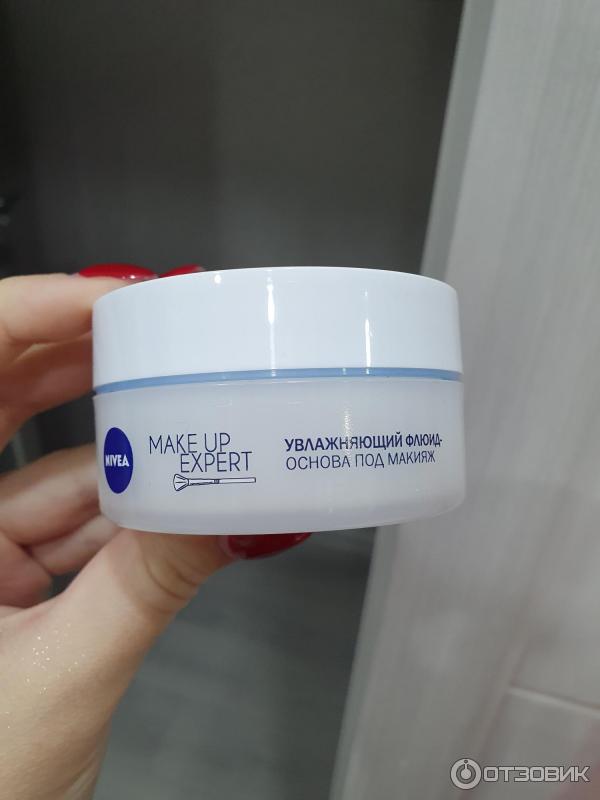 NIVEA
MAKE UP
EXPERT
УВЛАЖНЯЮЩИЙ ФЛЮИД-
ОСНОВА ПОД МАКИЯЖ
ОТЗОВИК